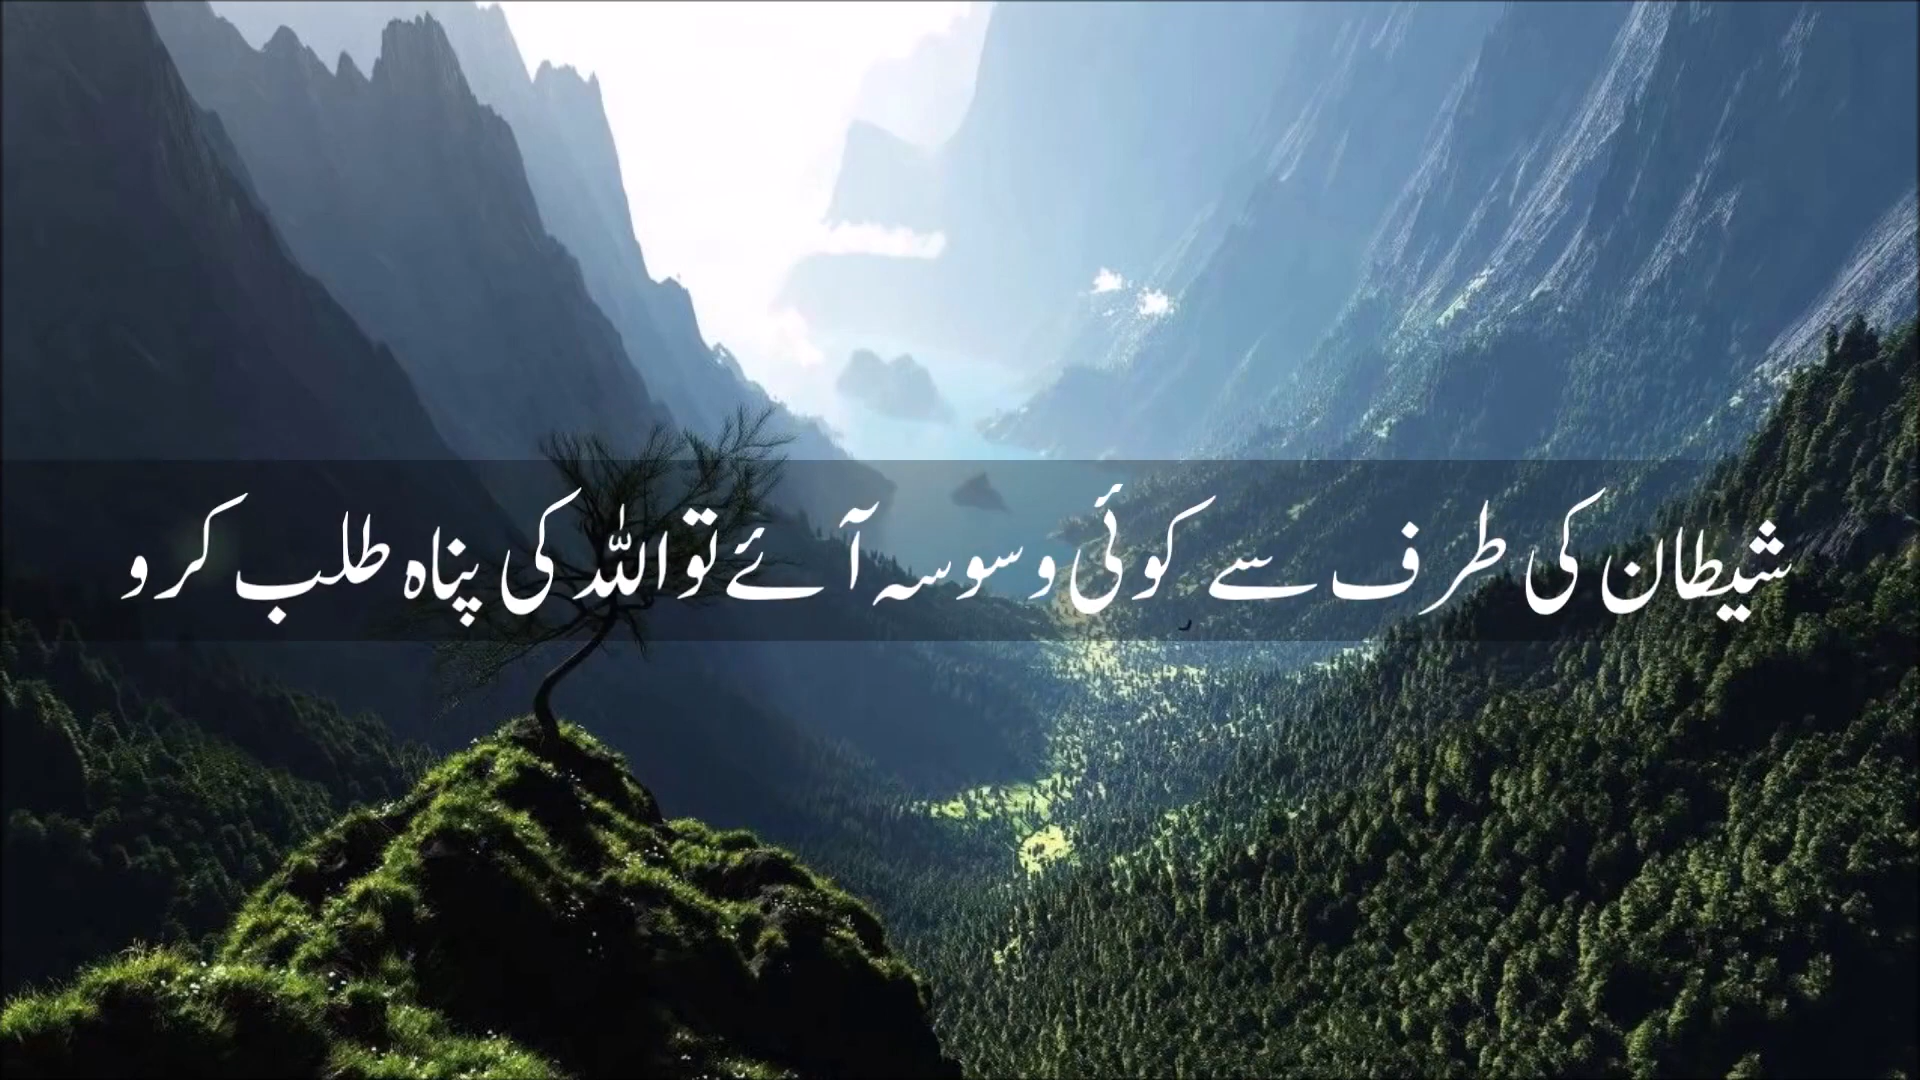 شیطان کی طرف سے کوئی وسوسہ آئے تو اللہ کی پناہ طلب کرو